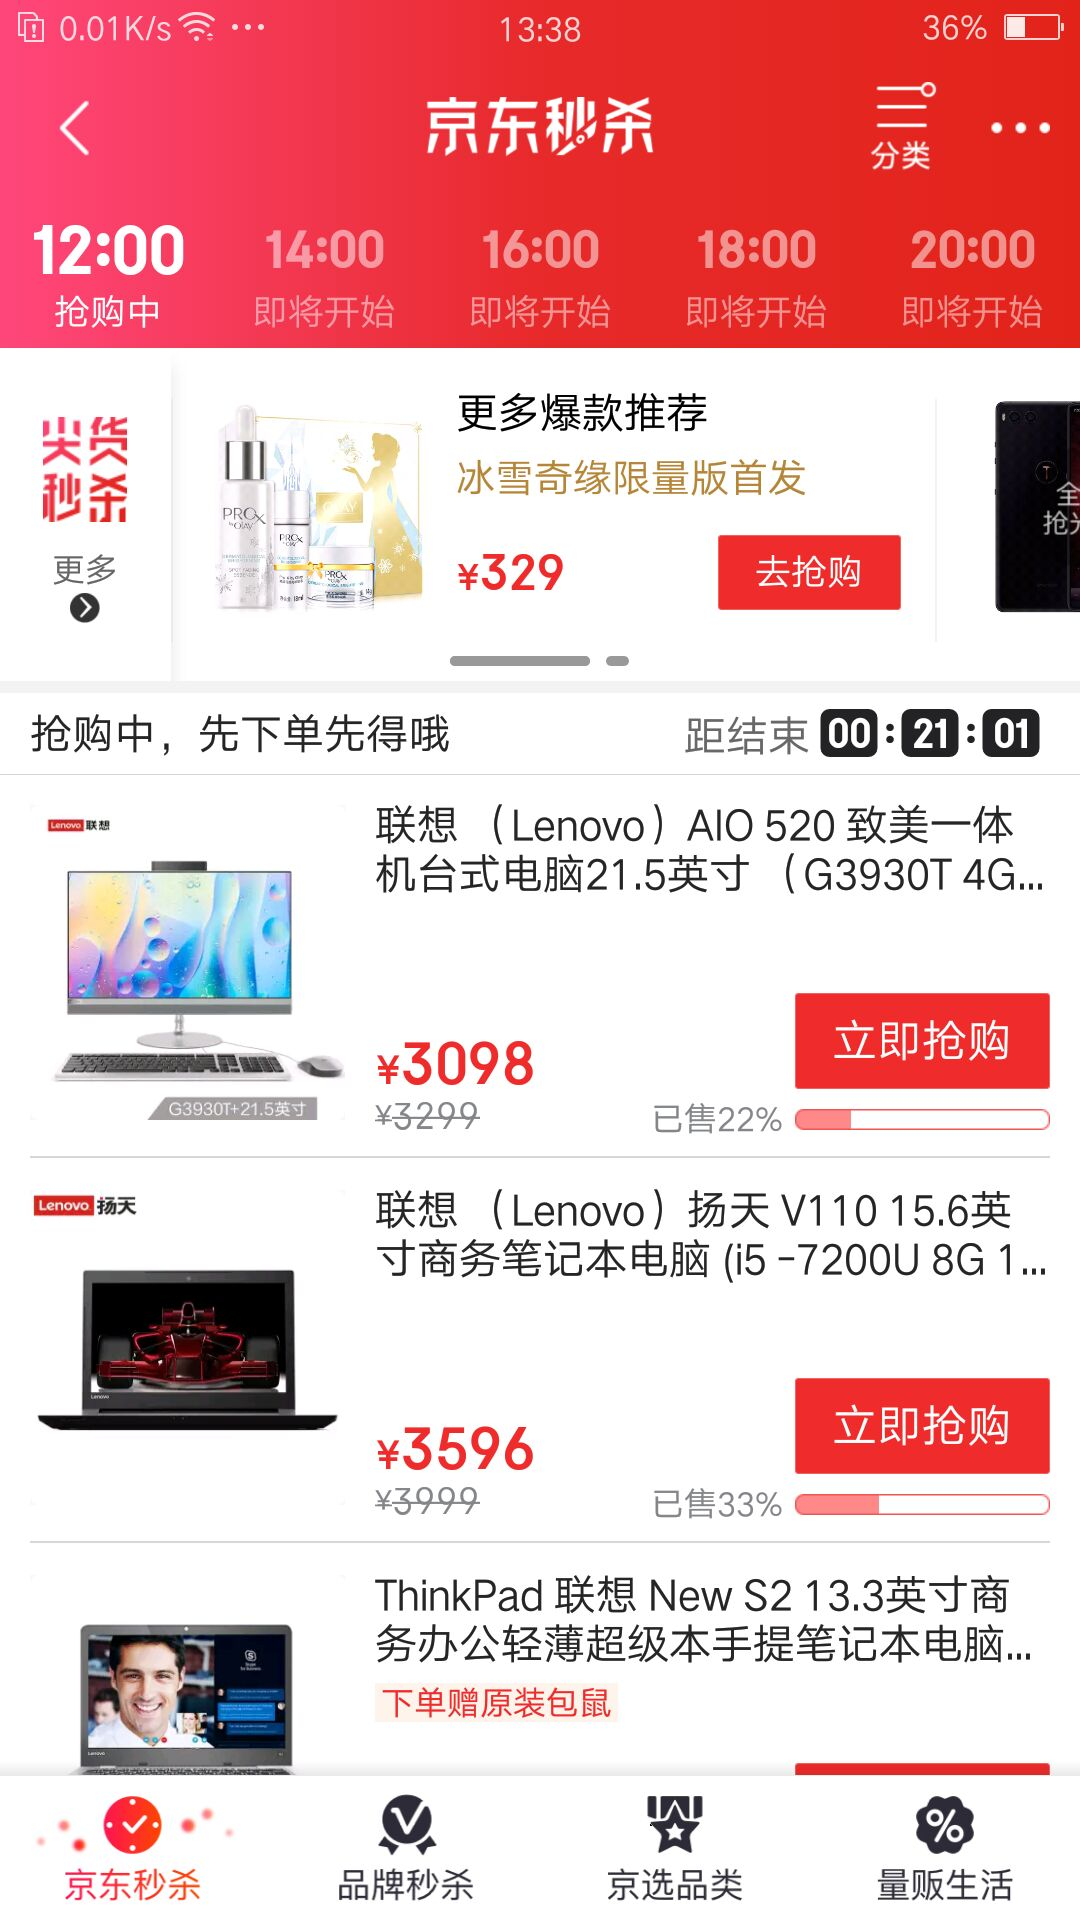 0.01K/s
13:38
36%
京东秒杀
分类
12:00
抢购中
14:00
即将开始
16:00
即将开始
18:00
即将开始
20:00
即将开始
尖货
秒杀
更多
PROX
by OLAY
更多爆款推荐
冰雪奇缘限量版首发
¥329
去抢购
全
抢光
抢购中，先下单先得哦
距结束 00:21:01
Lenovo 联想
G3930T+21.5英寸
联想 （Lenovo）AIO 520 致美一体
机台式电脑21.5英寸 （G3930T 4G...
¥3098
¥3299
立即抢购
已售22%
Lenovo 扬天
Lenovo
联想 （Lenovo）扬天 V110 15.6英
寸商务笔记本电脑 (i5 -7200U 8G 1...
¥3596
¥3999
立即抢购
已售33%
ThinkPad 联想 New S2 13.3英寸商
务办公轻薄超级本手提笔记本电脑...
下单赠原装包鼠
京东秒杀
品牌秒杀
京选品类
量贩生活